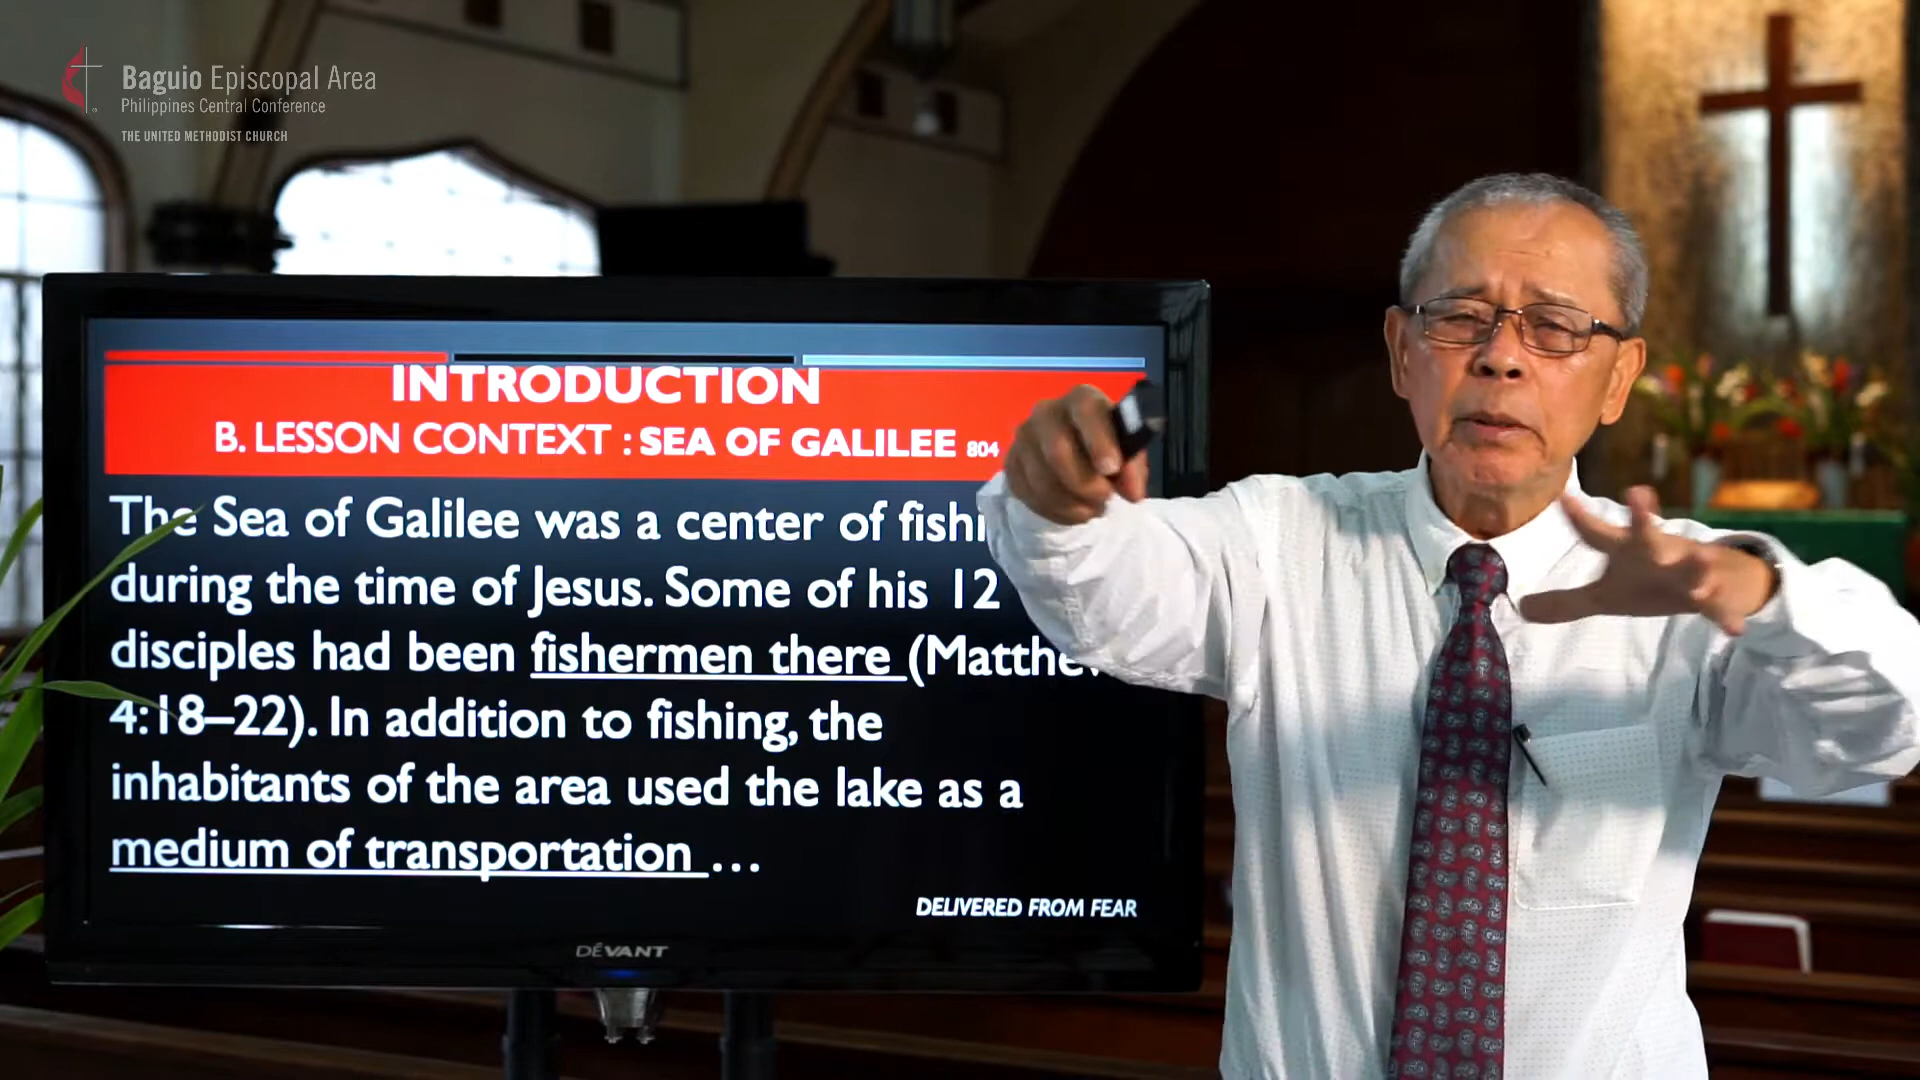 Baguio Episcopal Area
Philippines Central Conference
THE UNITED METHODIST CHURCH
INTRODUCTION
B. LESSON CONTEXT : SEA OF GALILEE 804
The Sea of Galilee was a center of fishi
during the time of Jesus. Some of his 12
disciples had been fishermen there (Matthew
4:18–22). In addition to fishing, the
inhabitants of the area used the lake as a
medium of transportation …
DELIVERED FROM FEAR
DEVANT